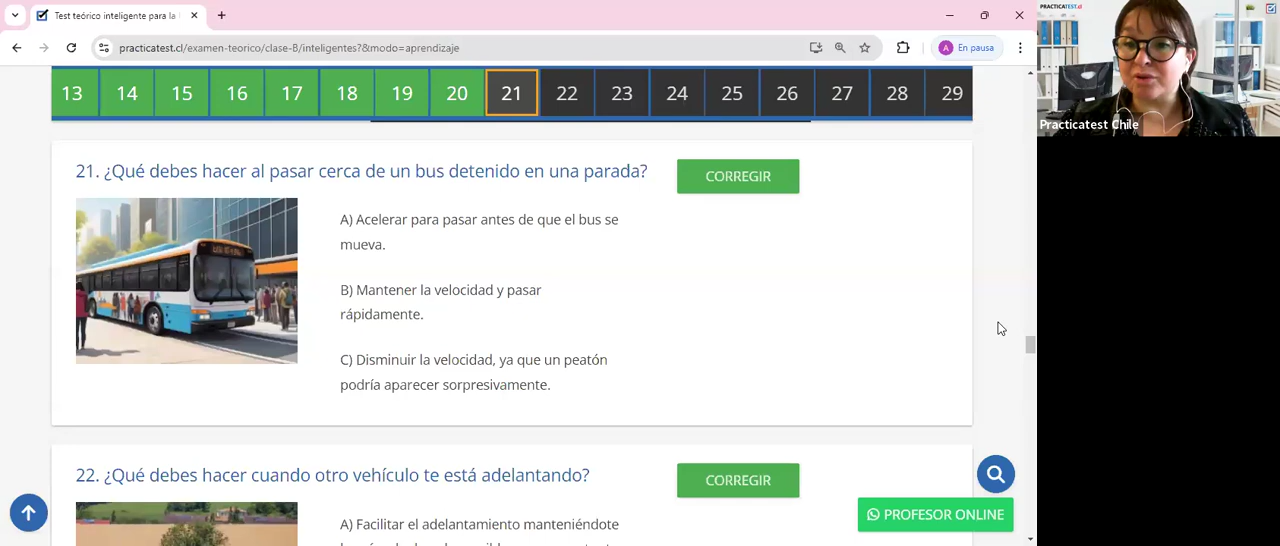 Test teórico inteligente para la
practicatest.cl/examen-teorico/clase-B/inteligentes?&modo=aprendizaje
A
En pausa
PRACTICATEST.cl
Practicatest Chile
13 14 15 16 17 18 19 20 21 22 23 24 25 26 27 28 29
21. ¿Qué debes hacer al pasar cerca de un bus detenido en una parada?
CORREGIR
A) Acelerar para pasar antes de que el bus se
mueva.
B) Mantener la velocidad y pasar
rápidamente.
C) Disminuir la velocidad, ya que un peatón
podría aparecer sorpresivamente.
22. ¿Qué debes hacer cuando otro vehículo te está adelantando?
CORREGIR
A) Facilitar el adelantamiento manteniéndote
PROFESOR ONLINE